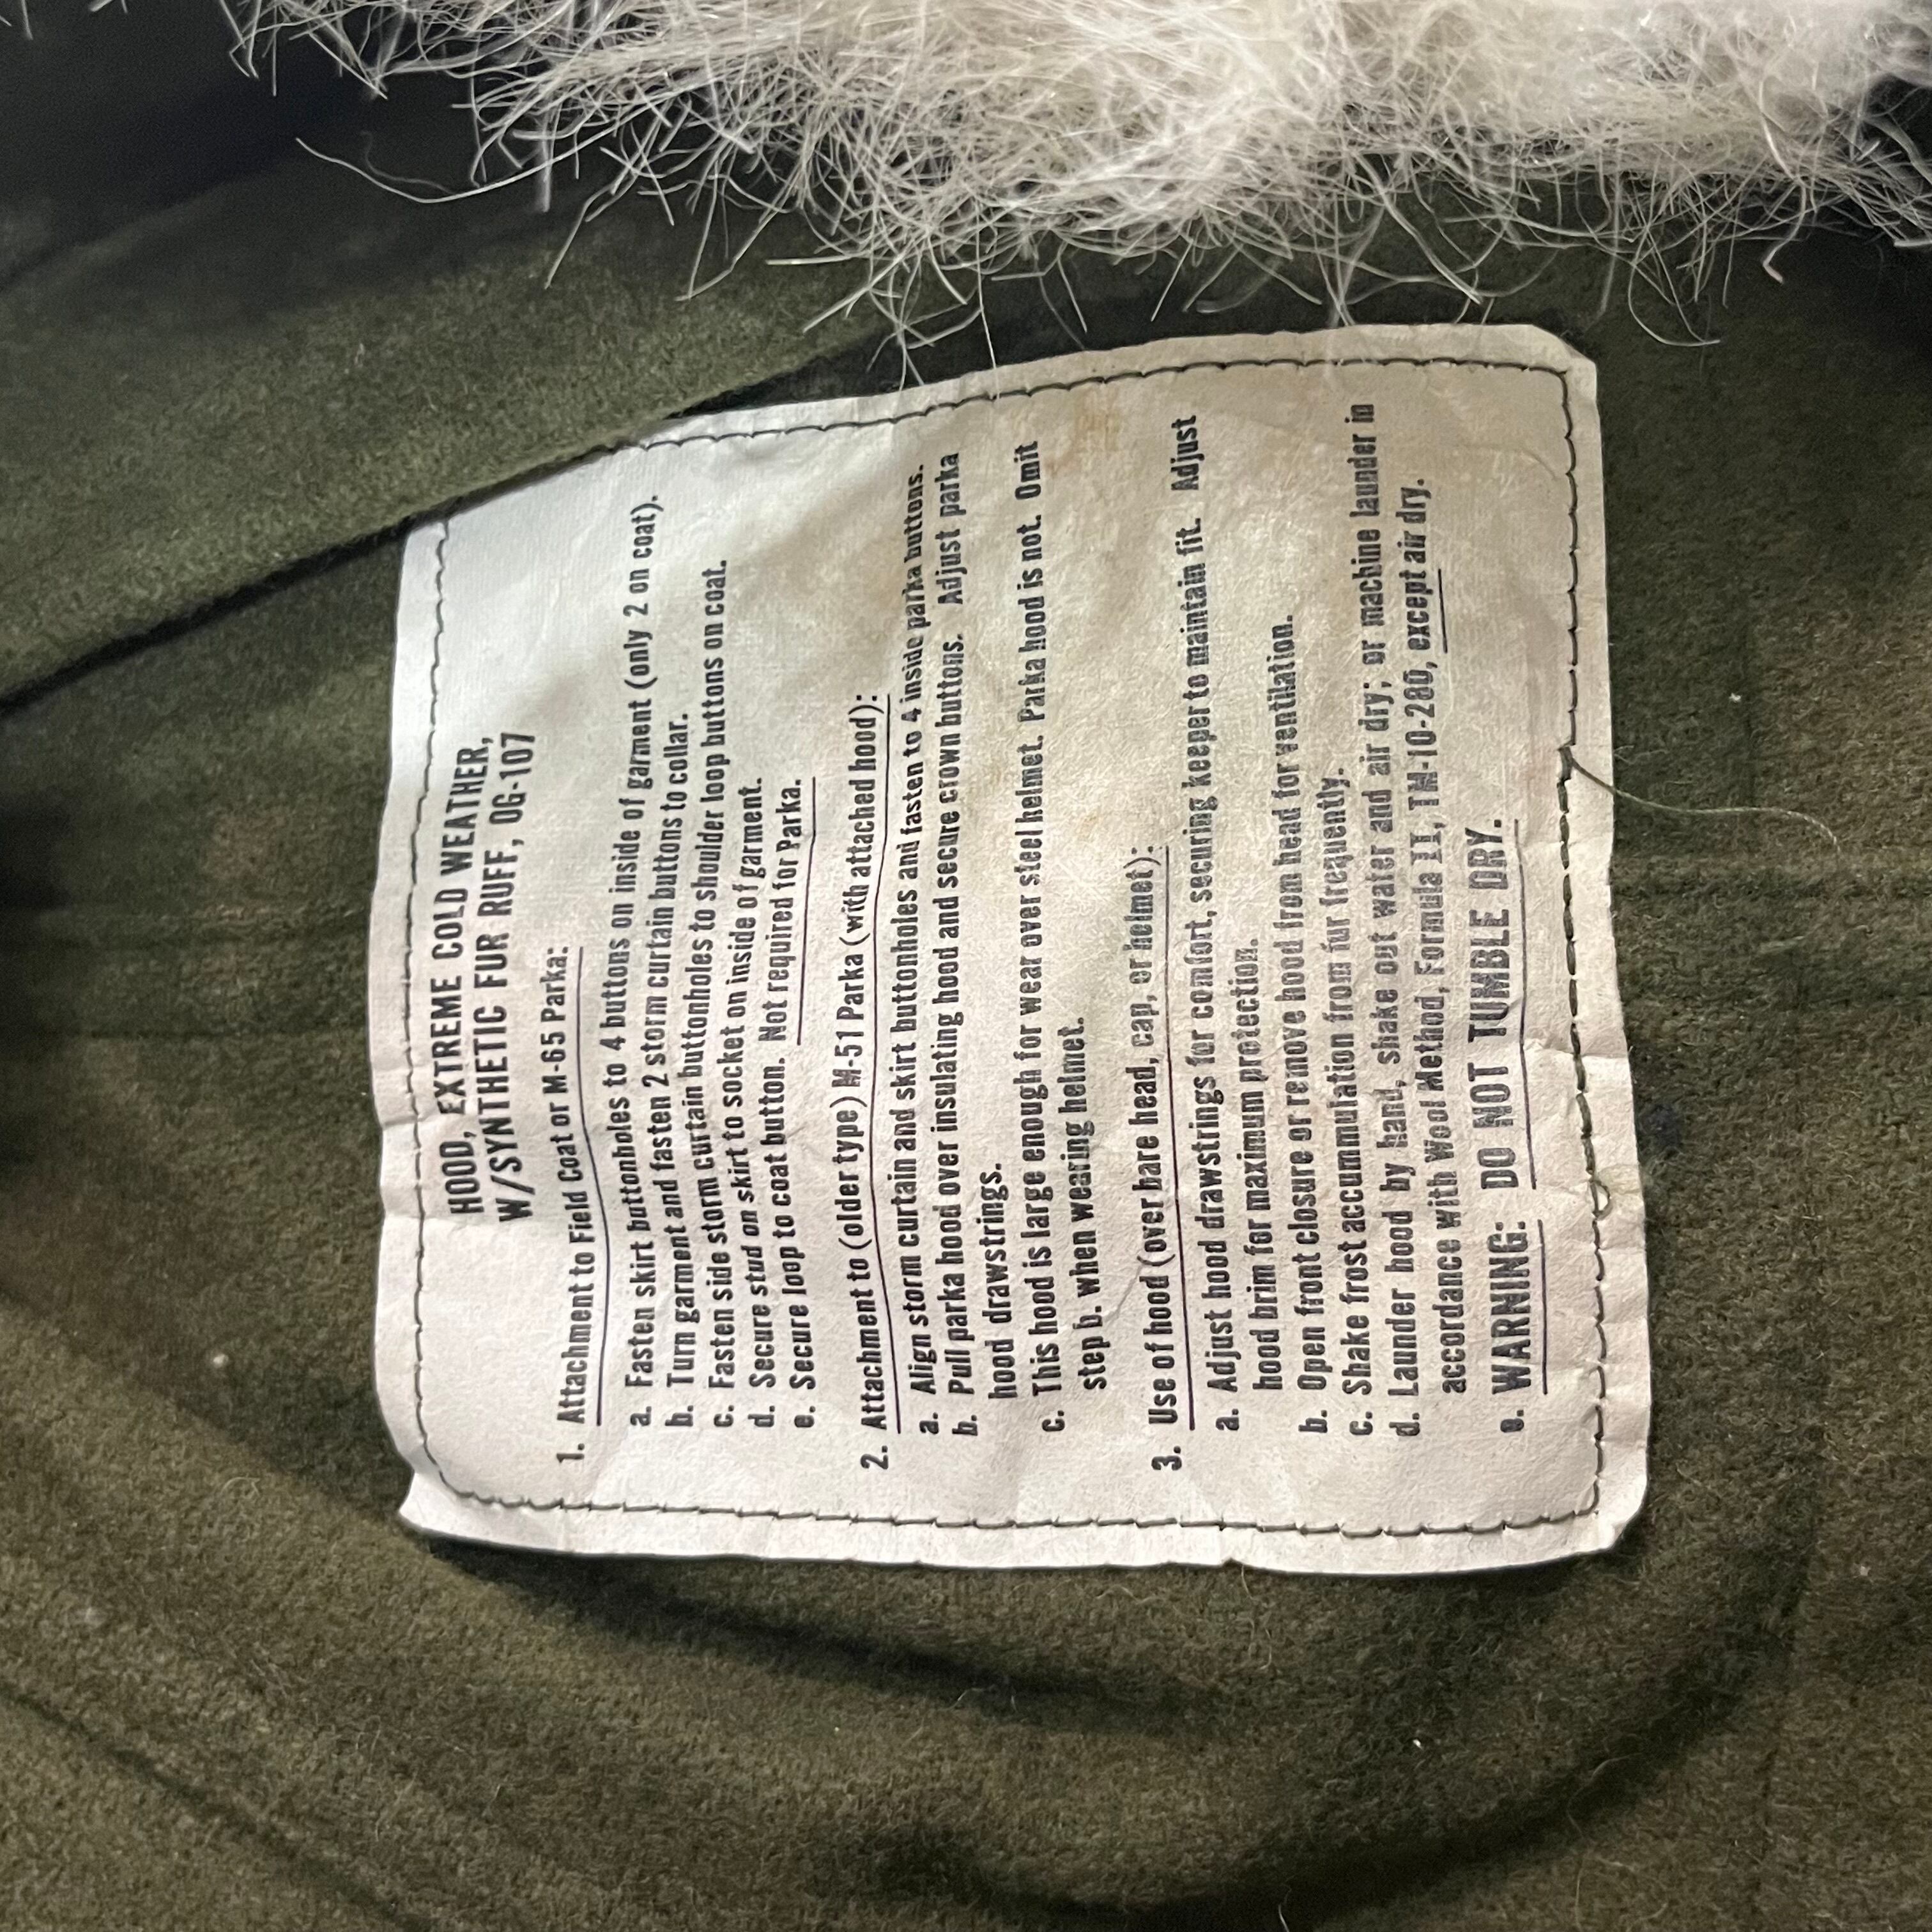 HOOD, EXTREME COLD WEATHER,
W/SYNTHETIC FUR RUFF, OG-107
1. Attachment to Field Coat or M-65 Parka:
a. Fasten skirt buttonholes to 4 buttons on inside of garment (only 2 on coat).
b. Turn garment and fasten 2 storm curtain buttons to collar.
c. Fasten side storm curtain buttonholes to shoulder loop buttons on coat.
d. Secure stud on skirt to socket on inside of garment.
e. Secure loop to coat button. Not required for Parka.
2. Attachment to (older type) M-51 Parka (with attached hood):
a. Align storm curtain and skirt buttonholes and fasten to 4 inside parka buttons.
b. Pull parka hood over insulating hood and secure crown buttons. Adjust parka
hood drawstrings.
c. This hood is large enough for wear over steel helmet. Parka hood is not. Omit
step b. when wearing helmet.
3. Use of hood (over bare head, cap, or helmet):
a. Adjust hood drawstrings for comfort, securing keeper to maintain fit. Adjust
hood brim for maximum protection.
b. Open front closure or remove hood from head for ventilation.
c. Shake frost accummulation from fur frequently.
d. Launder hood by hand, shake out water and air dry; or machine launder in
accordance with Wool Method, Formula II, TM-10-280, except air dry.
e. WARNING: DO NOT TUMBLE DRY.